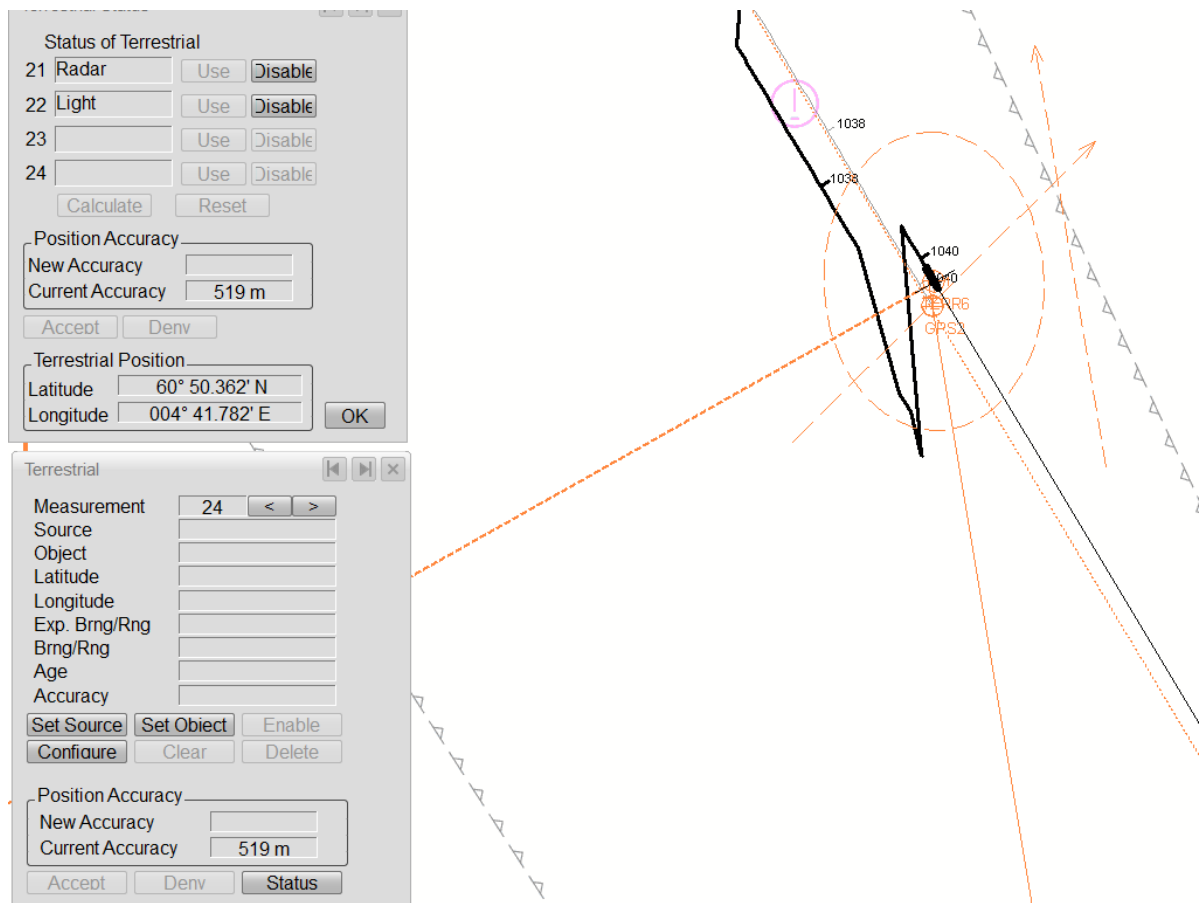 Terrestrial Status
Status of Terrestrial
21 Radar Use Disable
22 Light Use Disable
23 Use Disable
24 Use Disable
Calculate Reset
Position Accuracy
New Accuracy
Current Accuracy 519 m
Accept Deny
Terrestrial Position
Latitude 60° 50.362' N
Longitude 004° 41.782' E
OK
Terrestrial
Measurement 24 < >
Source
Object
Latitude
Longitude
Exp. Brng/Rng
Brng/Rng
Age
Accuracy
Set Source Set Object Enable
Configure Clear Delete
Position Accuracy
New Accuracy
Current Accuracy 519 m
Accept Deny Status
1038
1038
1040
GPS2